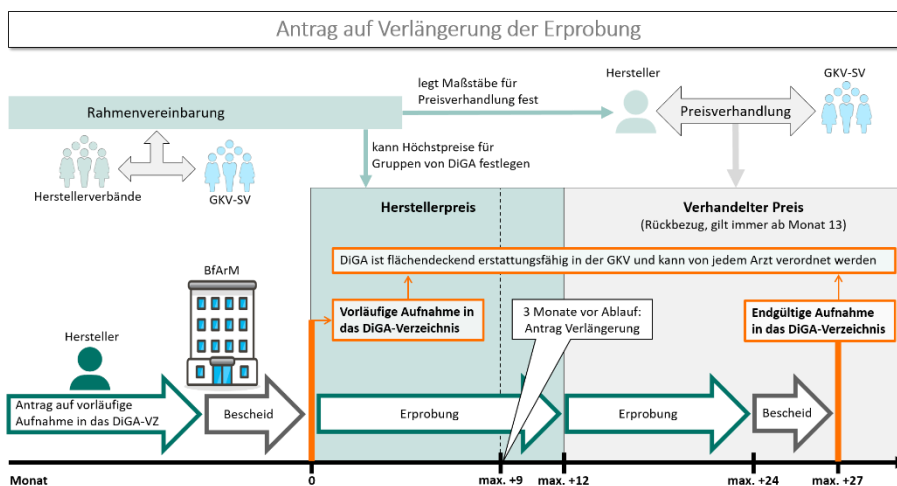 Antrag auf Verlängerung der Erprobung
legt Maßstäbe für
Preisverhandlung fest
Hersteller
GKV-SV
Rahmenvereinbarung
Preisverhandlung
kann Höchstpreise für
Gruppen von DiGA festlegen
Herstellerverbände
GKV-SV
Herstellerpreis
Verhandelter Preis
(Rückbezug, gilt immer ab Monat 13)
DiGA ist flächendeckend erstattungsfähig in der GKV und kann von jedem Arzt verordnet werden
BfArM
Vorläufige Aufnahme in
das DiGA-Verzeichnis
3 Monate vor Ablauf:
Antrag Verlängerung
Endgültige Aufnahme
in das DiGA-Verzeichnis
Hersteller
Antrag auf vorläufige
Aufnahme in das DiGA-VZ
Bescheid
Erprobung
Erprobung
Bescheid
Monat
0
max. +9
max. +12
max. +24
max. +27